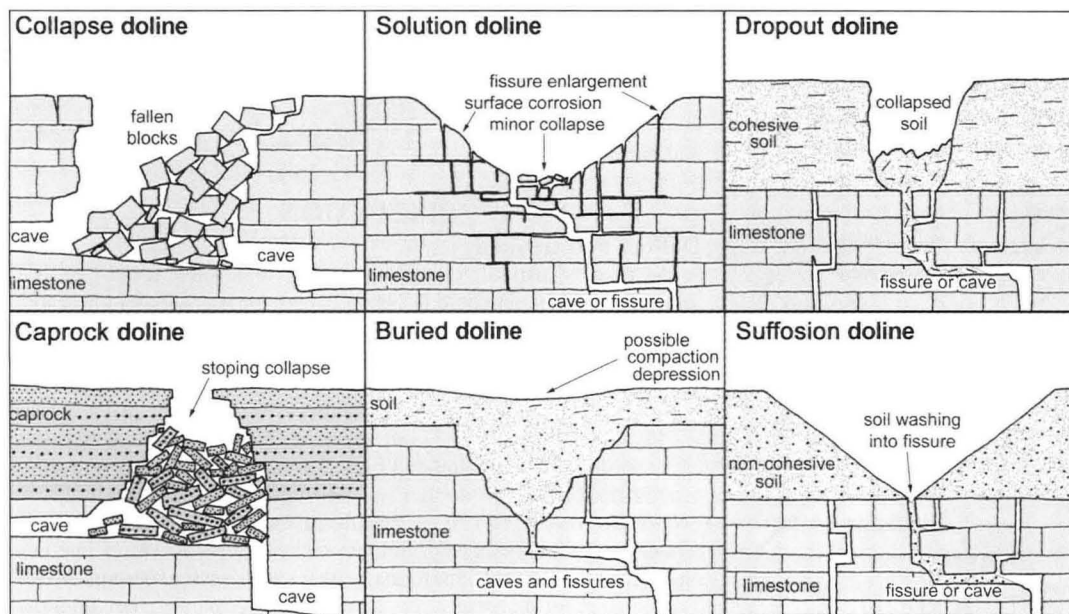 Collapse doline
fallen
blocks
cave
cave
limestone
Solution doline
fissure enlargement
surface corrosion
minor collapse
limestone
cave or fissure
Dropout doline
collapsed
soil
cohesive
soil
limestone
fissure or cave
Caprock doline
stoping collapse
caprock
cave
limestone
cave
Buried doline
possible
compaction
depression
soil
limestone
caves and fissures
Suffosion doline
soil washing
into fissure
non-cohesive
soil
limestone
fissure or cave